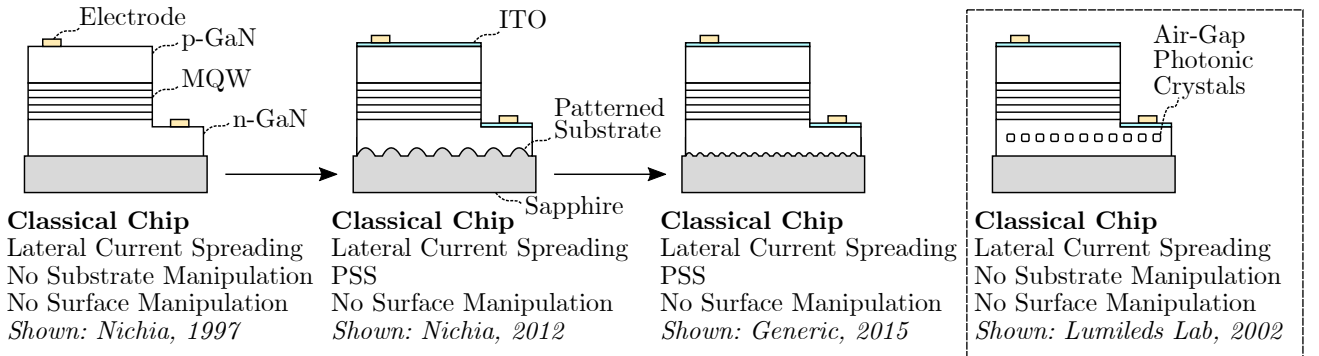 Electrode
p-GaN
MQW
n-GaN
ITO
Patterned
Substrate
Sapphire
Air-Gap
Photonic
Crystals
Classical Chip
Lateral Current Spreading
No Substrate Manipulation
No Surface Manipulation
Shown: Nichia, 1997
Classical Chip
Lateral Current Spreading
PSS
No Surface Manipulation
Shown: Nichia, 2012
Classical Chip
Lateral Current Spreading
PSS
No Surface Manipulation
Shown: Generic, 2015
Classical Chip
Lateral Current Spreading
No Substrate Manipulation
No Surface Manipulation
Shown: Lumileds Lab, 2002